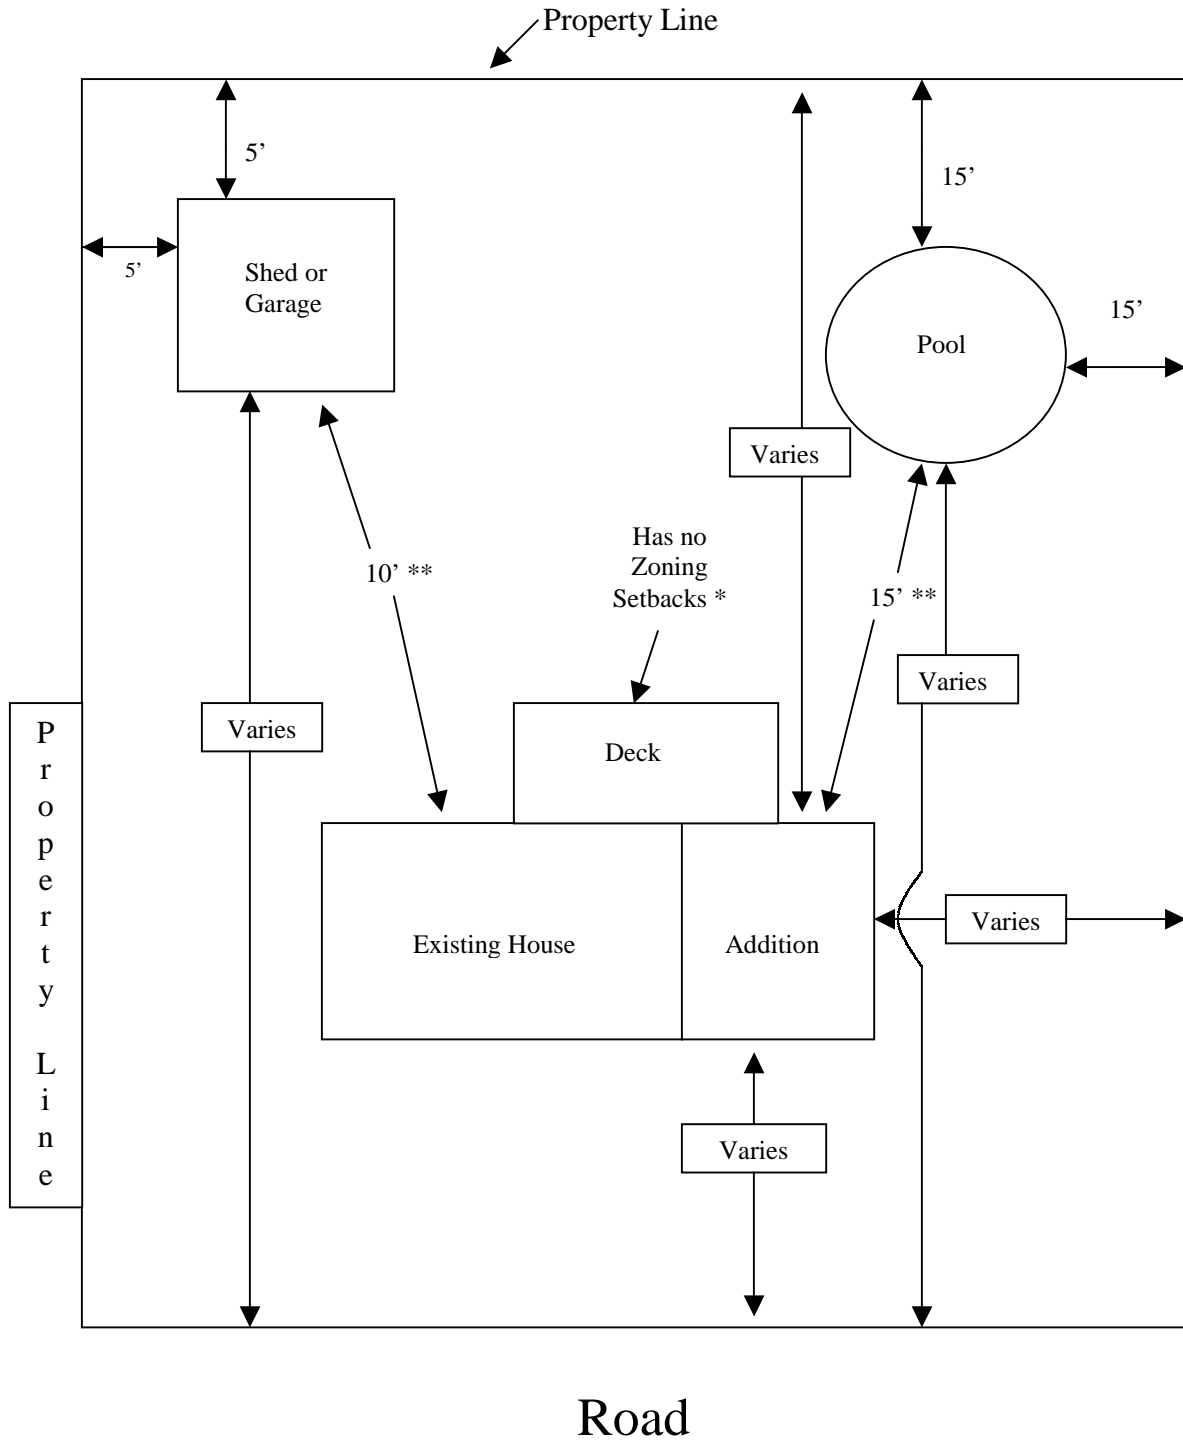 Property Line
5’
15’
5’
Shed or
Garage
15’
Pool
Varies
Has no
Zoning
Setbacks *
10’ **
15’ **
Varies
Varies
Deck
P
r
o
p
e
r
t
y
L
i
n
e
Existing House
Addition
Varies
Varies
Road